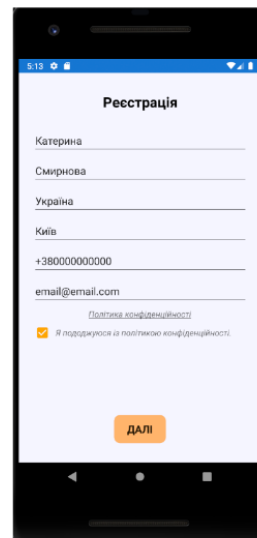 5:13
Реєстрація
Катерина
Смирнова
Україна
Київ
+380000000000
email@email.com
Політика конфіденційності
Я погоджуюся із політикою конфіденційності.
ДАЛІ